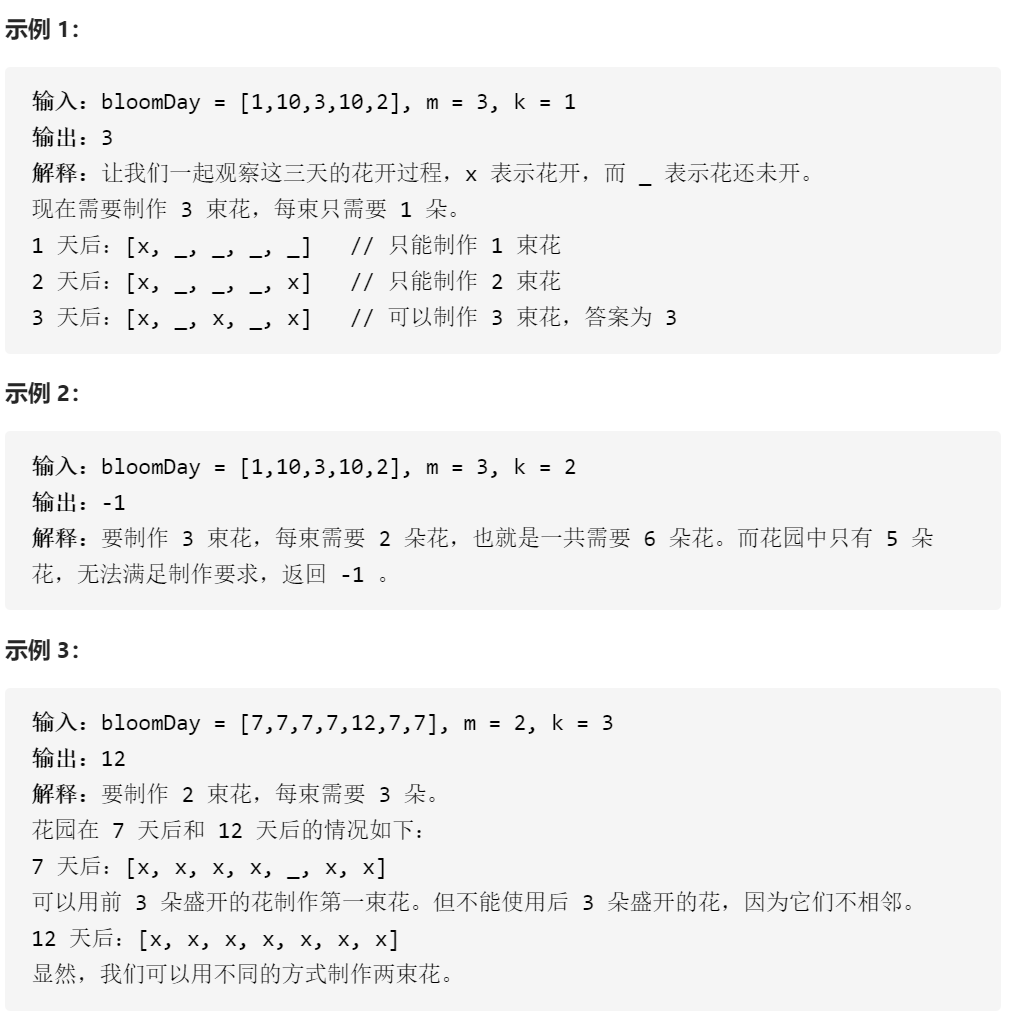 示例 1：
输入：bloomDay = [1,10,3,10,2], m = 3, k = 1
输出：3
解释：让我们一起观察这三天的花开过程，x 表示花开，而 _ 表示花还未开。
现在需要制作 3 束花，每束只需要 1 朵。
1 天后：[x, _, _, _, _]   // 只能制作 1 束花
2 天后：[x, _, _, _, x]   // 只能制作 2 束花
3 天后：[x, _, x, _, x]   // 可以制作 3 束花，答案为 3
示例 2：
输入：bloomDay = [1,10,3,10,2], m = 3, k = 2
输出：-1
解释：要制作 3 束花，每束需要 2 朵花，也就是一共需要 6 朵花。而花园中只有 5 朵
花，无法满足制作要求，返回 -1 。
示例 3：
输入：bloomDay = [7,7,7,7,12,7,7], m = 2, k = 3
输出：12
解释：要制作 2 束花，每束需要 3 朵。
花园在 7 天后和 12 天后的情况如下：
7 天后：[x, x, x, x, _, x, x]
可以用前 3 朵盛开的花制作第一束花。但不能使用后 3 朵盛开的花，因为它们不相邻。
12 天后：[x, x, x, x, x, x, x]
显然，我们可以用不同的方式制作两束花。